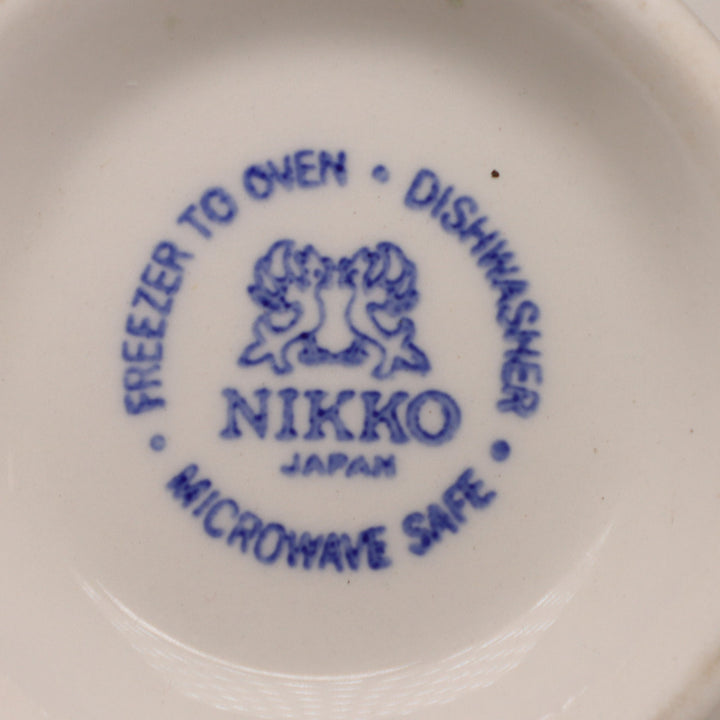 FREEZER TO OVEN • DISHWASHER • MICROWAVE SAFE •
NIKKO
JAPAN